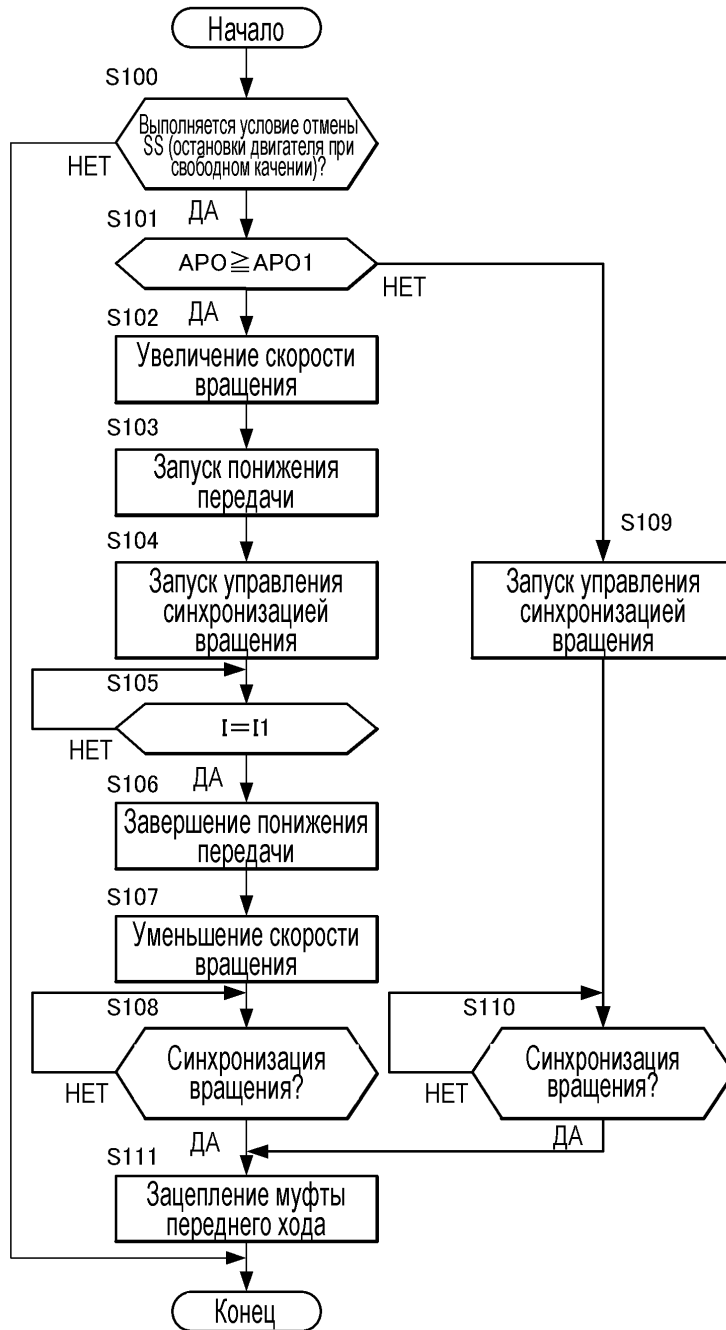 Начало
S100
Выполняется условие отмены
SS (остановки двигателя при
свободном качении)?
НЕТ
ДА
S101
APO≧APO1
НЕТ
ДА
S102
Увеличение скорости
вращения
S103
Запуск понижения
передачи
S104
Запуск управления
синхронизацией
вращения
S109
Запуск управления
синхронизацией
вращения
S105
I=I1
НЕТ
ДА
S106
Завершение понижения
передачи
S107
Уменьшение скорости
вращения
S108
Синхронизация
вращения?
НЕТ
ДА
S110
Синхронизация
вращения?
НЕТ
ДА
S111
Зацепление муфты
переднего хода
Конец